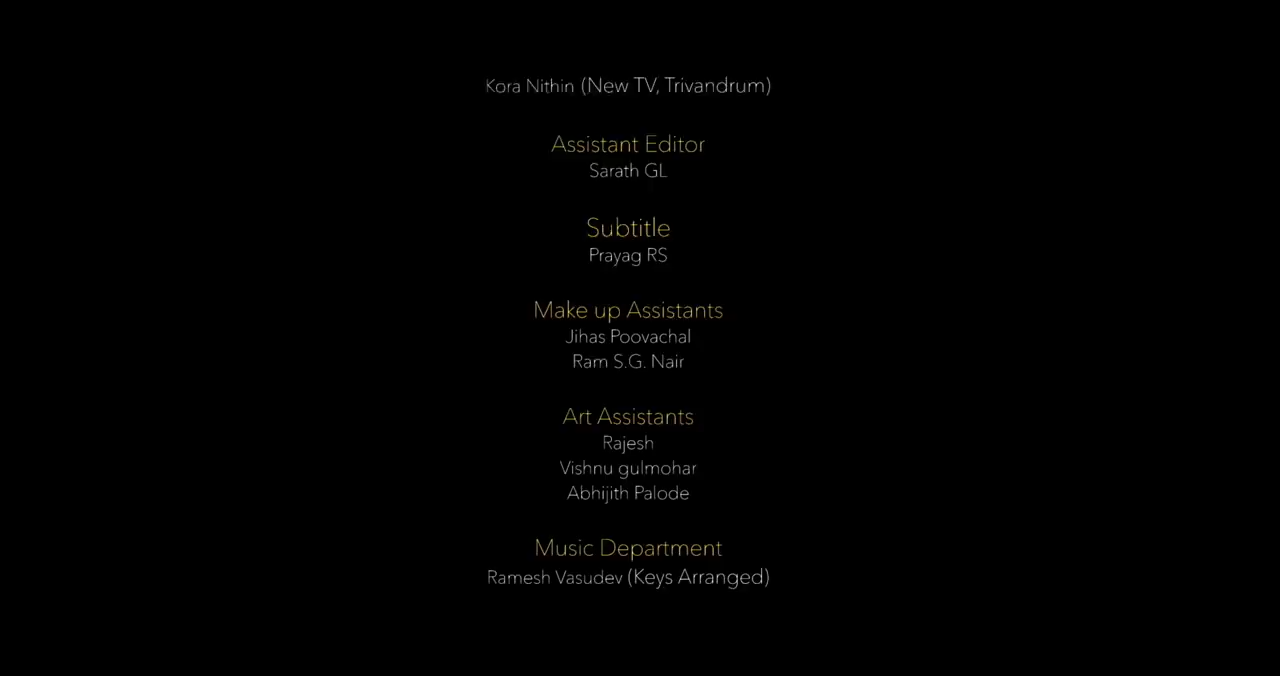 Kora Nithin (New TV, Trivandrum)
Assistant Editor
Sarath GL
Subtitle
Prayag RS
Make up Assistants
Jihas Poovachal
Ram S.G. Nair
Art Assistants
Rajesh
Vishnu gulmohar
Abhijith Palode
Music Department
Ramesh Vasudev (Keys Arranged)